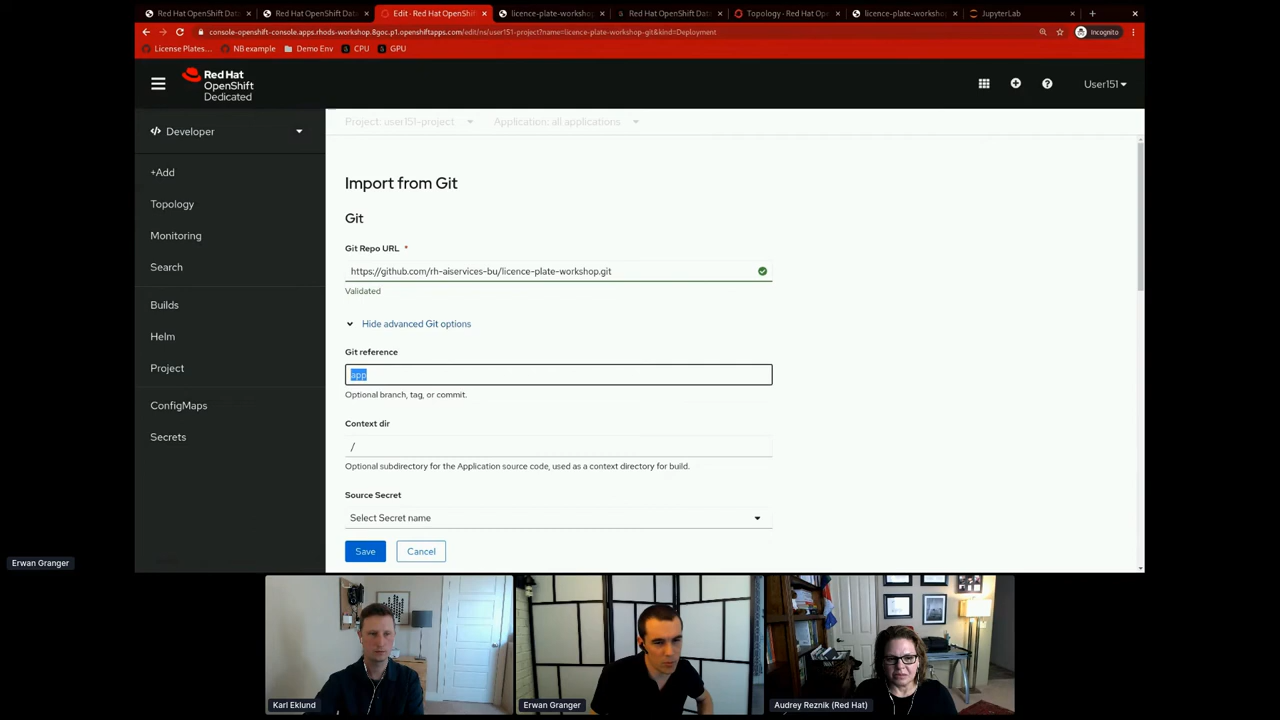 Red Hat OpenShift Dat
Red Hat OpenShift Dat
Edit · Red Hat OpenShift
licence-plate-workshop
Red Hat OpenShift Data
Topology · Red Hat Open
licence-plate-workshop
JupyterLab
console-openshift-console.apps.rhods-workshop.8goc.p1.openshiftapps.com/edit/ns/user151-project?name=licence-plate-workshop-git&kind=Deployment
Incognito
License Plates…
NB example
Demo Env
CPU
GPU
Red Hat
OpenShift
Dedicated
User151
Developer
Project: user151-project
Application: all applications
+Add
Topology
Monitoring
Search
Builds
Helm
Project
ConfigMaps
Secrets
Import from Git
Git
Git Repo URL *
https://github.com/rh-aiservices-bu/licence-plate-workshop.git
Validated
Hide advanced Git options
Git reference
app
Optional branch, tag, or commit.
Context dir
/
Optional subdirectory for the Application source code, used as a context directory for build.
Source Secret
Select Secret name
Save
Cancel
Erwan Granger
Karl Eklund
Erwan Granger
Audrey Reznik (Red Hat)